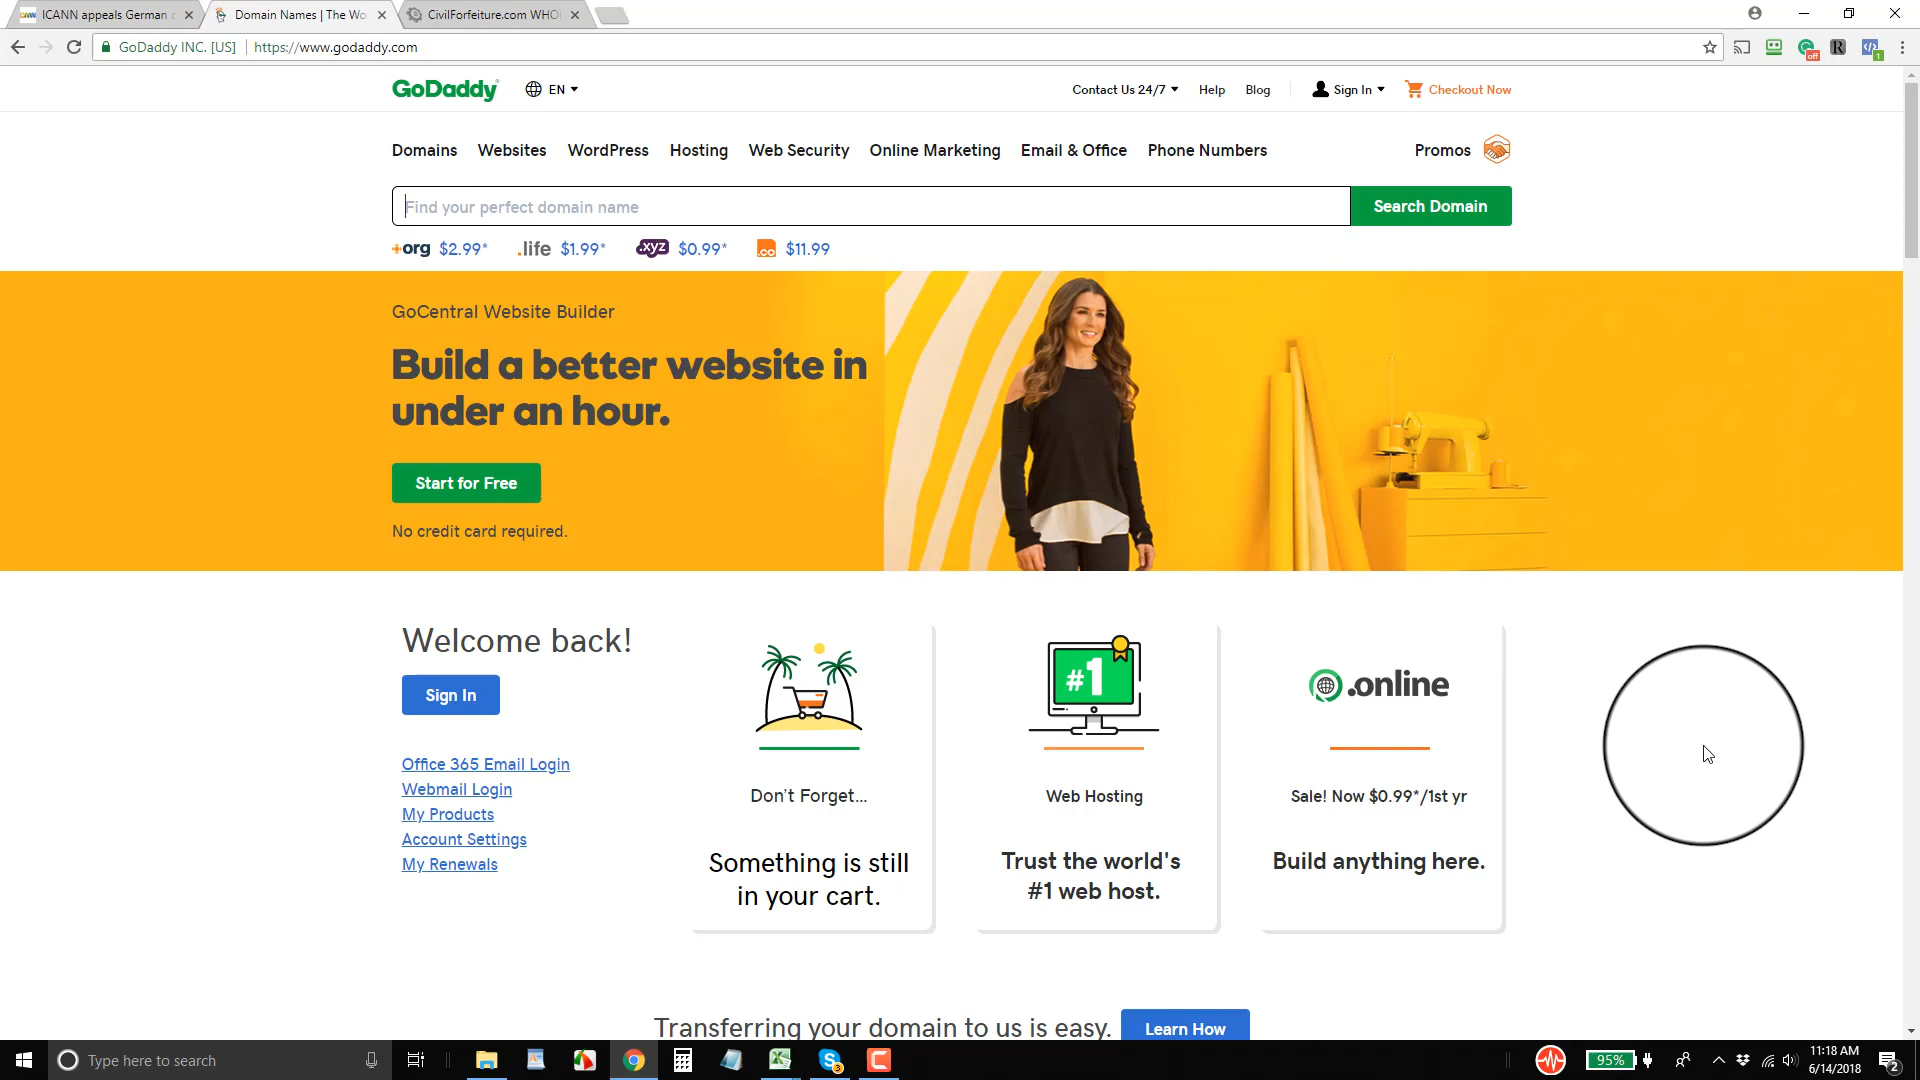 ICANN appeals German
Domain Names | The Wo
CivilForfeiture.com WHO
GoDaddy INC. [US]
https://www.godaddy.com
off
R
1
GoDaddy
EN
Contact Us 24/7
Help
Blog
Sign In
Checkout Now
Domains
Websites
WordPress
Hosting
Web Security
Online Marketing
Email & Office
Phone Numbers
Promos
Find your perfect domain name
Search Domain
+org $2.99*
.life $1.99*
.xyz $0.99*
.co $11.99
GoCentral Website Builder
Build a better website in
under an hour.
Start for Free
No credit card required.
Welcome back!
Sign In
Office 365 Email Login
Webmail Login
My Products
Account Settings
My Renewals
Don't Forget...
Something is still
in your cart.
#1
Web Hosting
Trust the world's
#1 web host.
.online
Sale! Now $0.99*/1st yr
Build anything here.
Transferring your domain to us is easy.
Learn How
Type here to search
3
95%
11:18 AM
6/14/2018
2